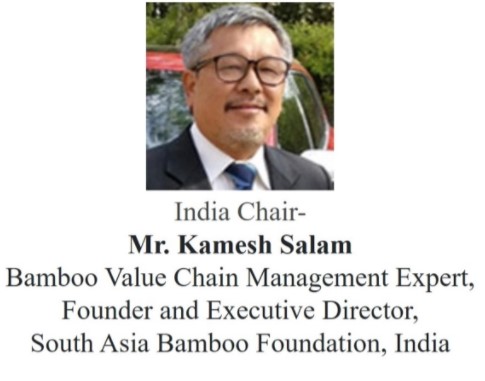 India Chair-
Mr. Kamesh Salam
Bamboo Value Chain Management Expert,
Founder and Executive Director,
South Asia Bamboo Foundation, India